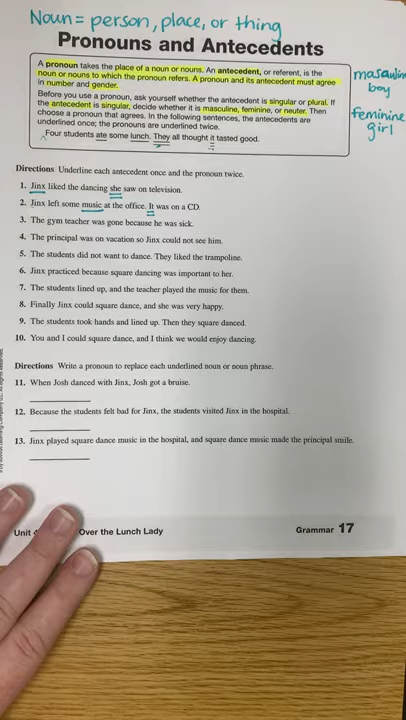 Noun = person, place, or thing
Pronouns and Antecedents
A pronoun takes the place of a noun or nouns. An antecedent, or referent, is the
noun or nouns to which the pronoun refers. A pronoun and its antecedent must agree
in number and gender.
Before you use a pronoun, ask yourself whether the antecedent is singular or plural. If
the antecedent is singular, decide whether it is masculine, feminine, or neuter. Then
choose a pronoun that agrees. In the following sentences, the antecedents are
underlined once; the pronouns are underlined twice.
Four students ate some lunch. They all thought it tasted good.
masculin
boy
feminine
girl
Directions Underline each antecedent once and the pronoun twice.
1. Jinx liked the dancing she saw on television.
2. Jinx left some music at the office. It was on a CD.
3. The gym teacher was gone because he was sick.
4. The principal was on vacation so Jinx could not see him.
5. The students did not want to dance. They liked the trampoline.
6. Jinx practiced because square dancing was important to her.
7. The students lined up, and the teacher played the music for them.
8. Finally Jinx could square dance, and she was very happy.
9. The students took hands and lined up. Then they square danced.
10. You and I could square dance, and I think we would enjoy dancing.
Directions Write a pronoun to replace each underlined noun or noun phrase.
11. When Josh danced with Jinx, Josh got a bruise.
12. Because the students felt bad for Jinx, the students visited Jinx in the hospital.
13. Jinx played square dance music in the hospital, and square dance music made the principal smile.
Unit Over the Lunch Lady
Grammar 17